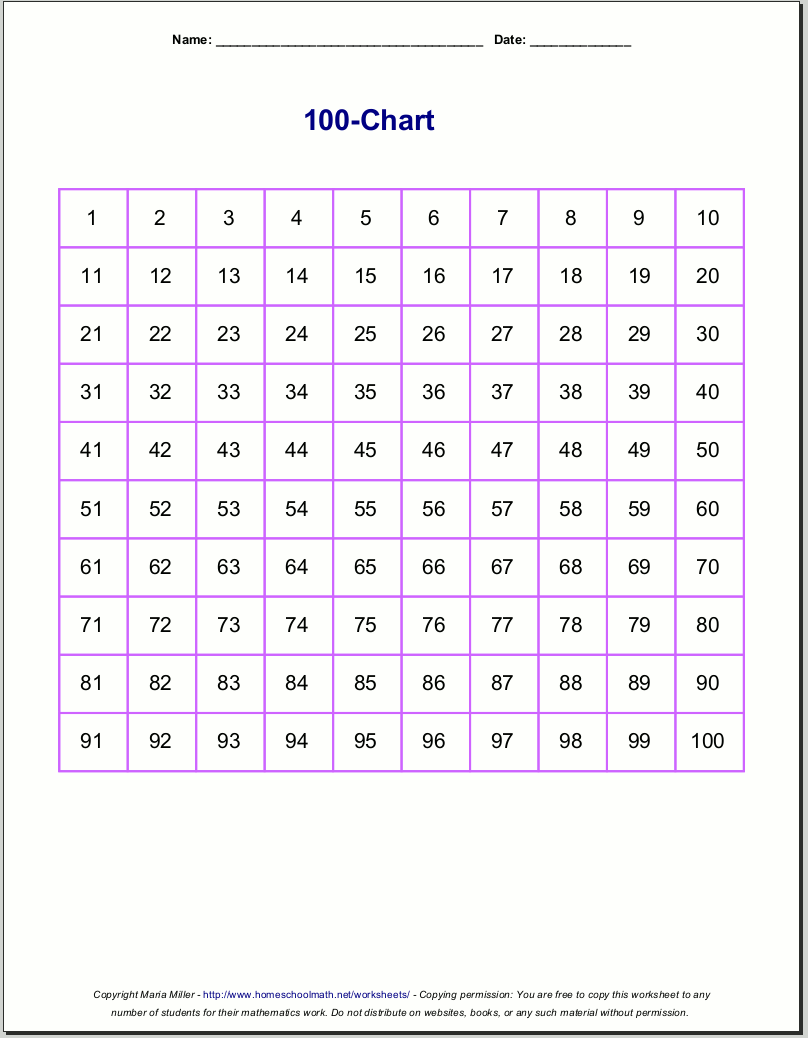 Name: ______________________________________ Date: ______________
100-Chart
1 2 3 4 5 6 7 8 9 10
11 12 13 14 15 16 17 18 19 20
21 22 23 24 25 26 27 28 29 30
31 32 33 34 35 36 37 38 39 40
41 42 43 44 45 46 47 48 49 50
51 52 53 54 55 56 57 58 59 60
61 62 63 64 65 66 67 68 69 70
71 72 73 74 75 76 77 78 79 80
81 82 83 84 85 86 87 88 89 90
91 92 93 94 95 96 97 98 99 100
Copyright Maria Miller - http://www.homeschoolmath.net/worksheets/ - Copying permission: You are free to copy this worksheet to any
number of students for their mathematics work. Do not distribute on websites, books, or any such material without permission.